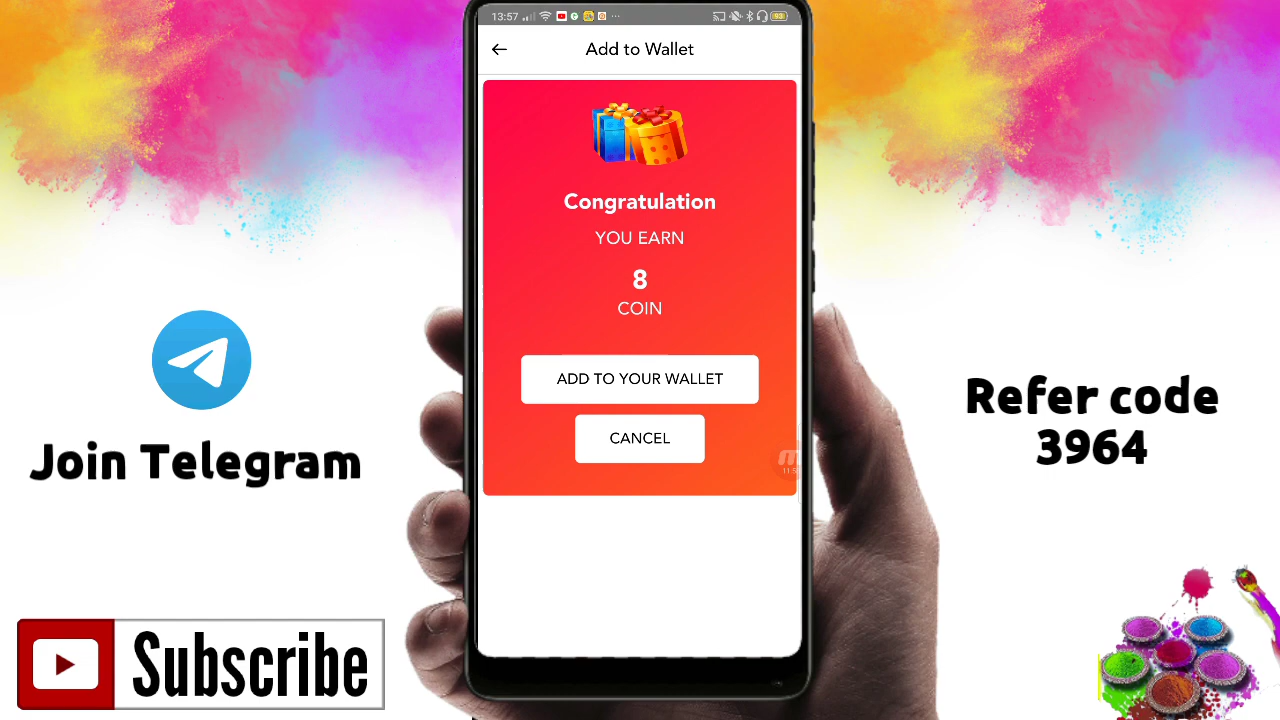 13:57
93
Add to Wallet
Congratulation
YOU EARN
8
COIN
ADD TO YOUR WALLET
CANCEL
Join Telegram
Refer code
3964
Subscribe